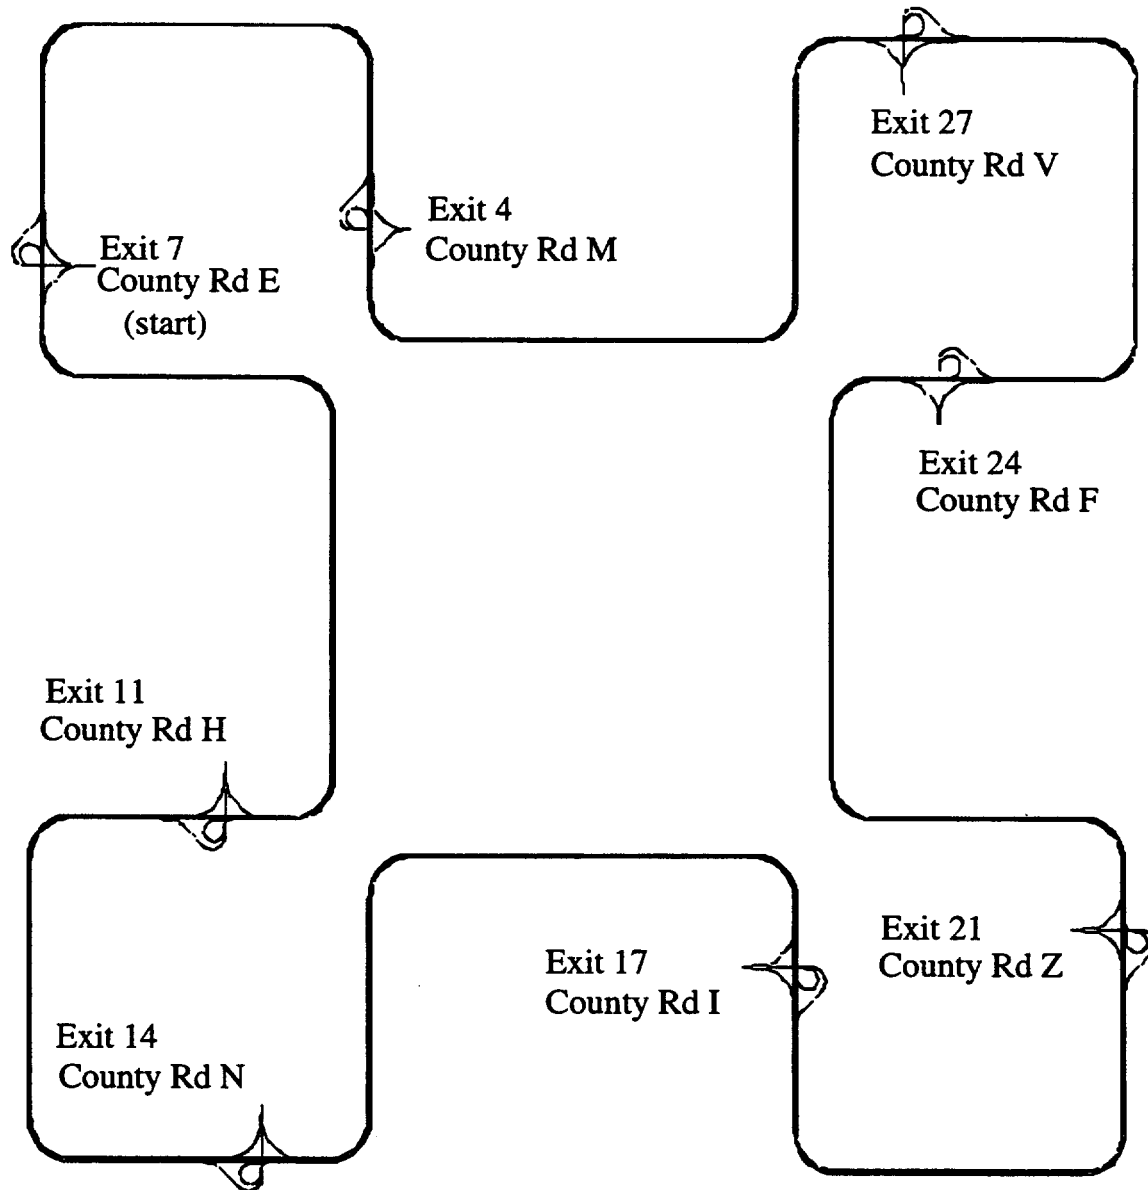 Exit 27
County Rd V
Exit 4
County Rd M
Exit 7
County Rd E
(start)
Exit 24
County Rd F
Exit 11
County Rd H
Exit 21
County Rd Z
Exit 17
County Rd I
Exit 14
County Rd N